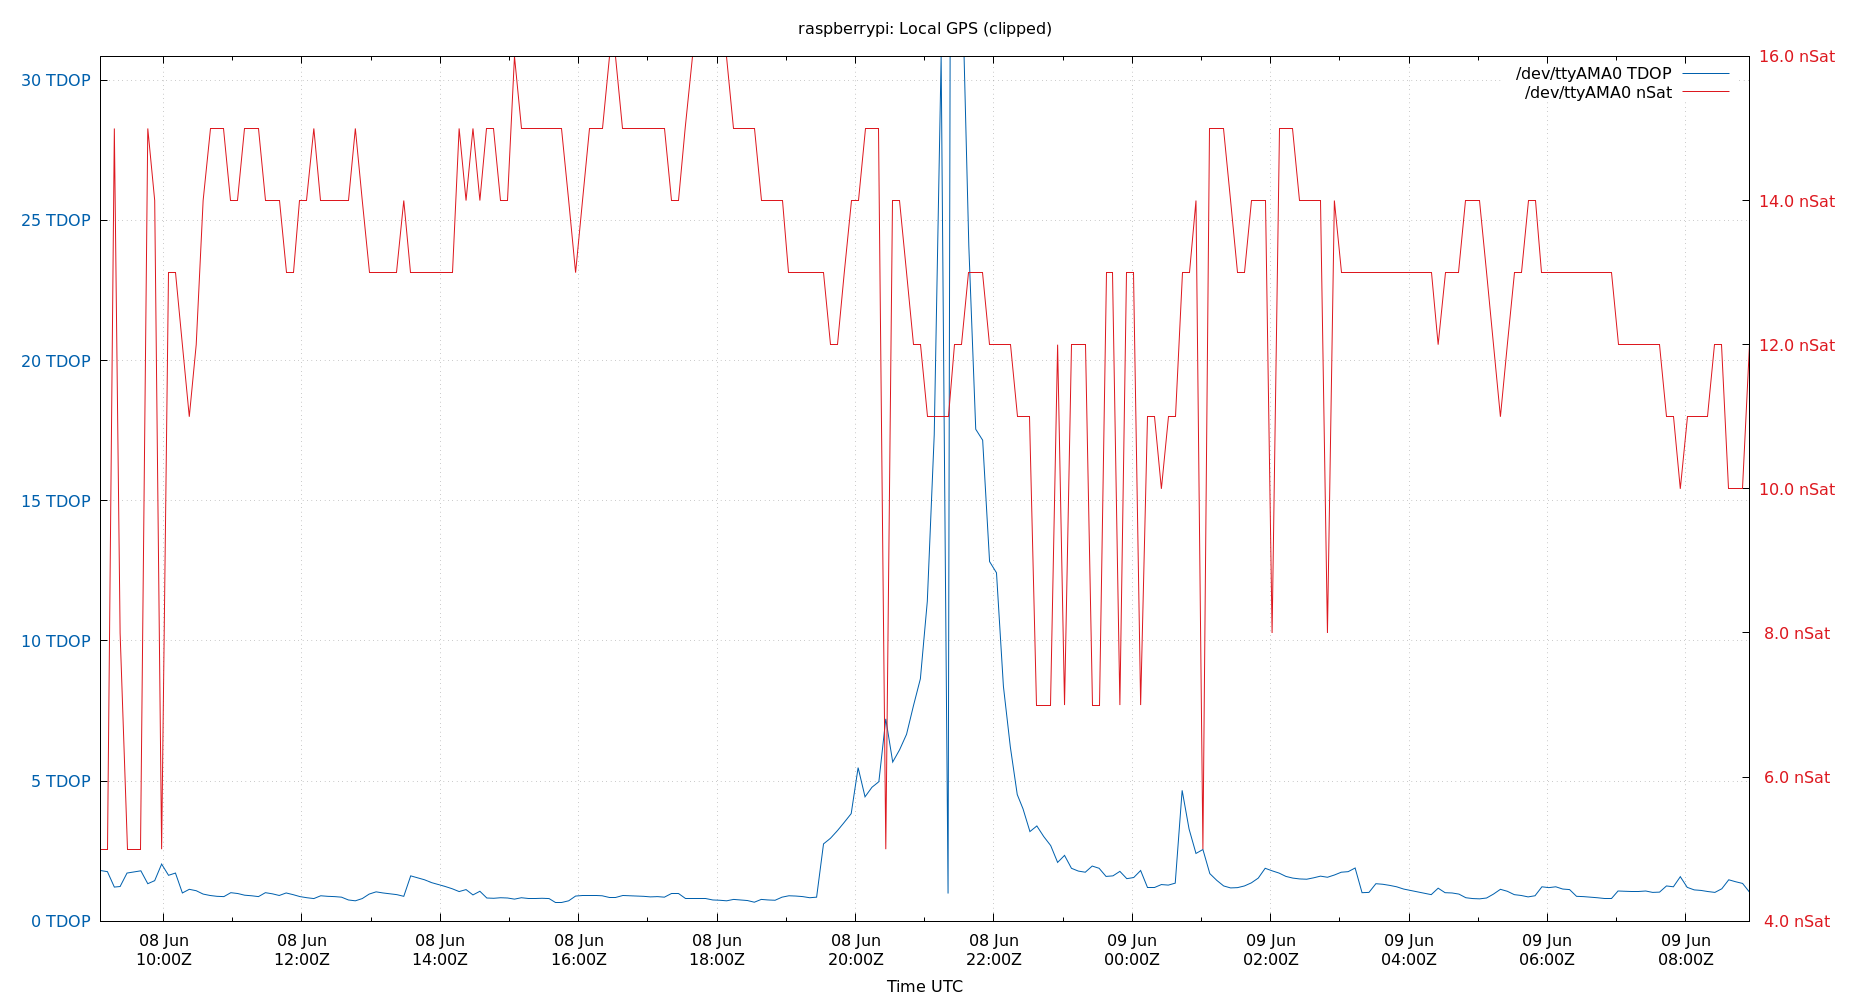 raspberrypi: Local GPS (clipped)
/dev/ttyAMA0 TDOP
/dev/ttyAMA0 nSat
30 TDOP
25 TDOP
20 TDOP
15 TDOP
10 TDOP
5 TDOP
0 TDOP
16.0 nSat
14.0 nSat
12.0 nSat
10.0 nSat
8.0 nSat
6.0 nSat
4.0 nSat
08 Jun
10:00Z
08 Jun
12:00Z
08 Jun
14:00Z
08 Jun
16:00Z
08 Jun
18:00Z
08 Jun
20:00Z
08 Jun
22:00Z
09 Jun
00:00Z
09 Jun
02:00Z
09 Jun
04:00Z
09 Jun
06:00Z
09 Jun
08:00Z
Time UTC